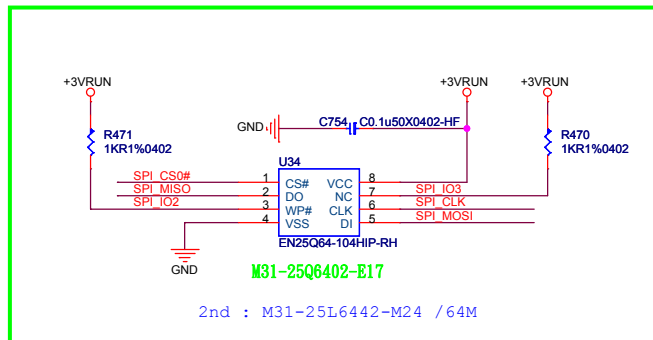 +3VRUN
+3VRUN
+3VRUN
R471
1KR1%0402
GND
C754
C0.1u50X0402-HF
R470
1KR1%0402
U34
SPI_CS0#
1
CS#
VCC
8
SPI_MISO
2
DO
NC
7
SPI_IO3
SPI_IO2
3
WP#
CLK
6
SPI_CLK
4
VSS
DI
5
SPI_MOSI
EN25Q64-104HIP-RH
GND
M31-25Q6402-E17
2nd : M31-25L6442-M24 /64M